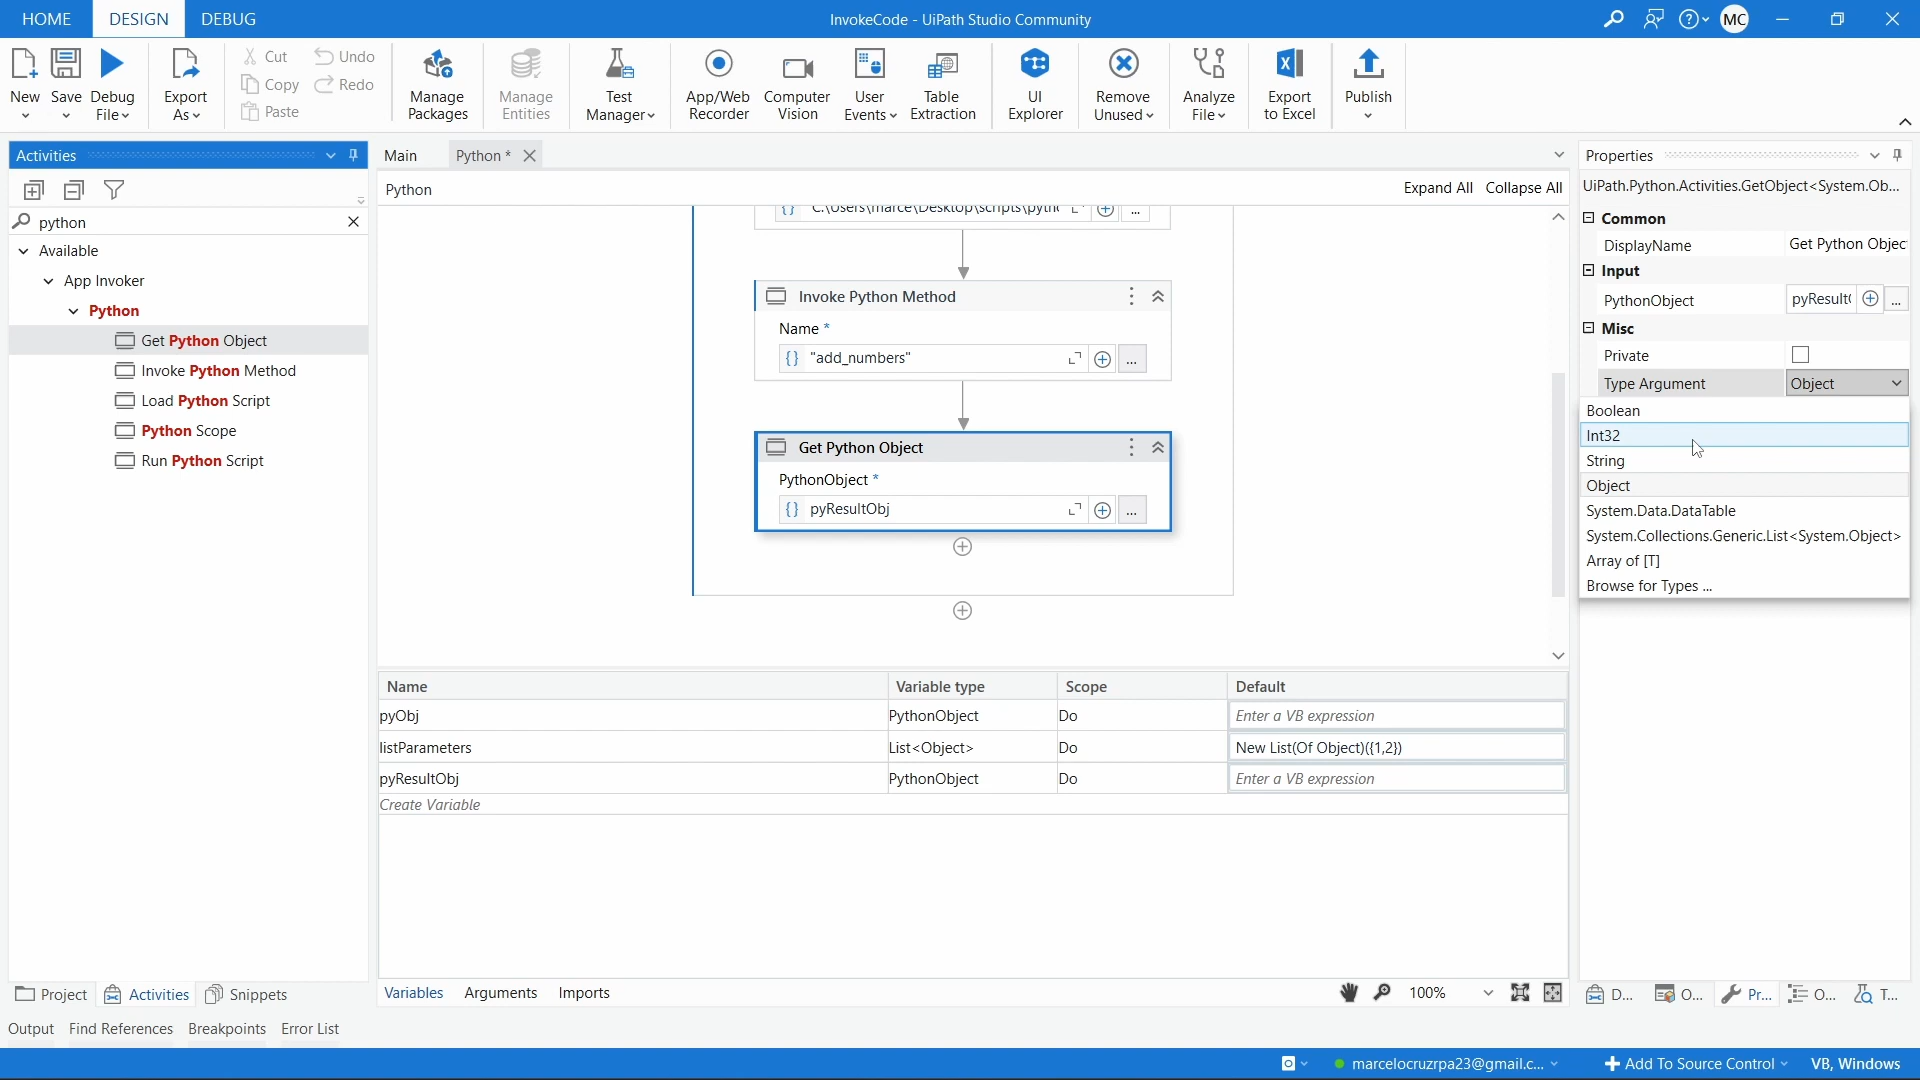 HOME DESIGN DEBUG InvokeCode - UiPath Studio Community MC
New Save Debug File Export As Cut Copy Paste Undo Redo Manage Packages Manage Entities Test Manager App/Web Recorder Computer Vision User Events Table Extraction UI Explorer Remove Unused Analyze File Export to Excel Publish
Activities
python
Available
App Invoker
Python
Get Python Object
Invoke Python Method
Load Python Script
Python Scope
Run Python Script
Main Python *
Python Expand All Collapse All
C:\Users\marce\Desktop\scripts\pyth ...
Invoke Python Method
Name *
{} "add_numbers" ...
Get Python Object
PythonObject *
{} pyResultObj ...
Name Variable type Scope Default
pyObj PythonObject Do Enter a VB expression
listParameters List<Object> Do New List(Of Object)({1,2})
pyResultObj PythonObject Do Enter a VB expression
Create Variable
Variables Arguments Imports 100%
Properties
UiPath.Python.Activities.GetObject<System.Ob...
Common
DisplayName Get Python Objec
Input
PythonObject pyResult ...
Misc
Private
Type Argument Object
Boolean
Int32
String
Object
System.Data.DataTable
System.Collections.Generic.List<System.Object>
Array of [T]
Browse for Types ...
Project Activities Snippets
D... O... Pr... O... T...
Output Find References Breakpoints Error List
marcelocruzrpa23@gmail.c... Add To Source Control VB, Windows